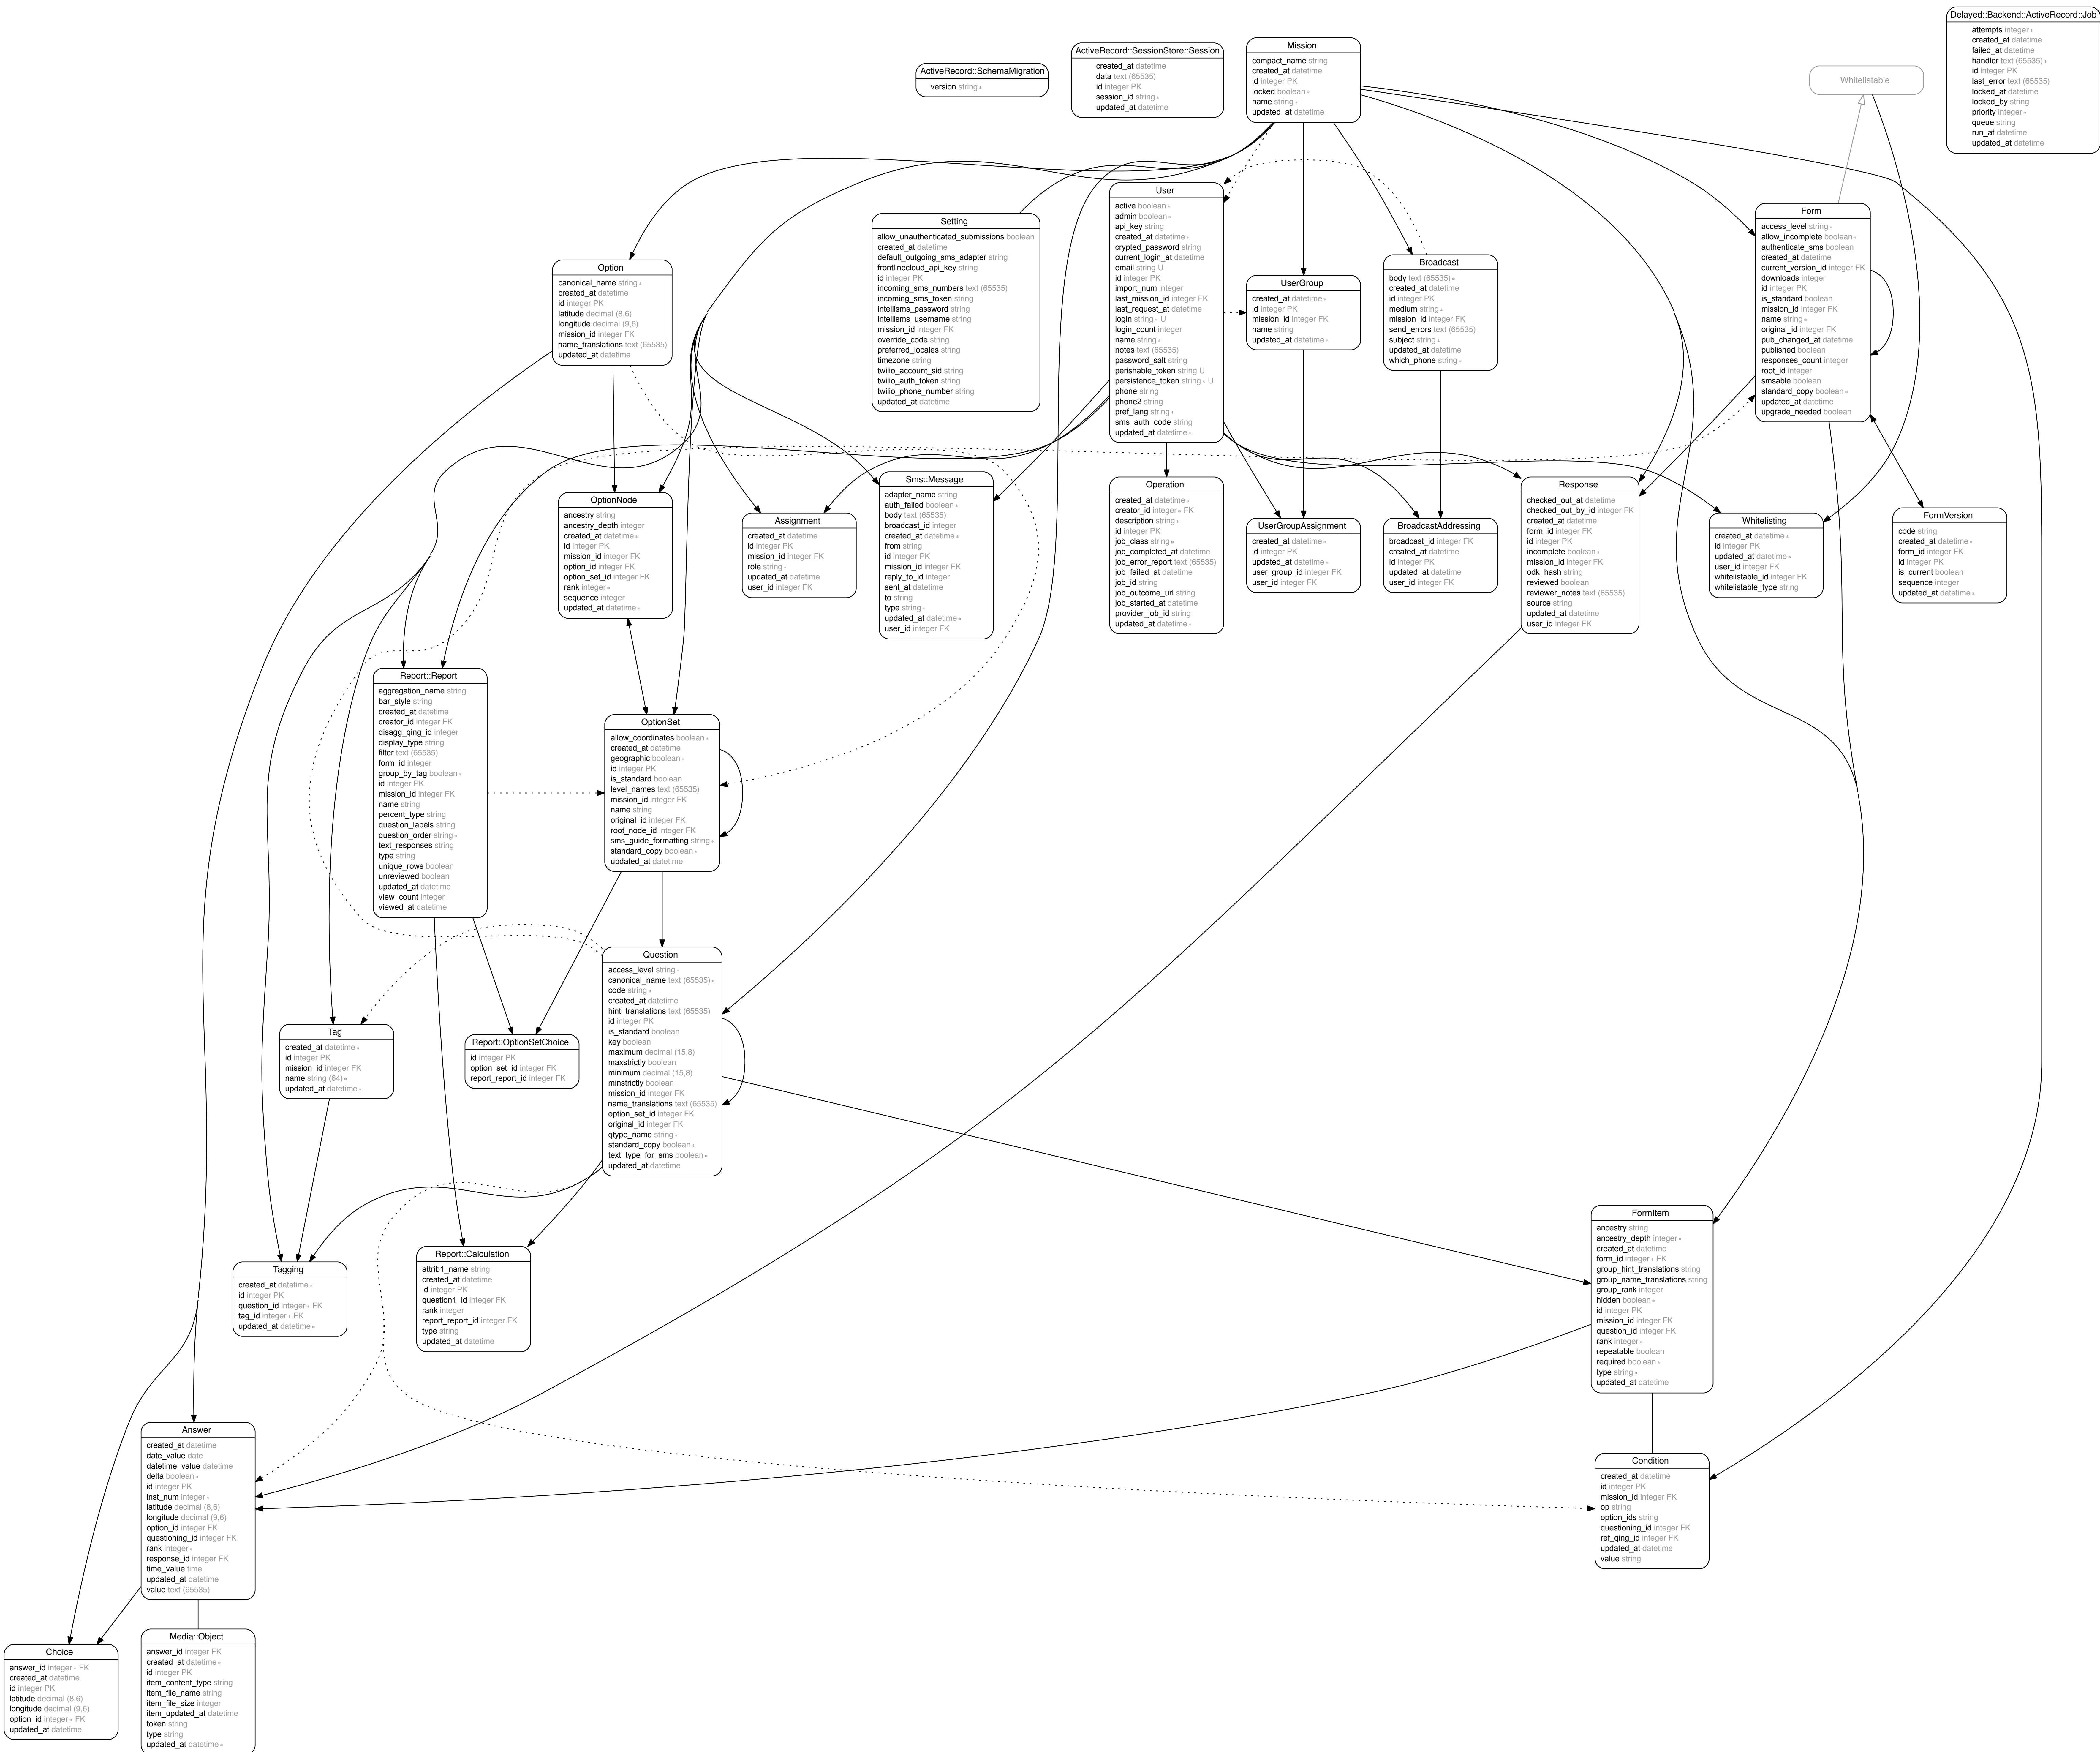 Delayed::Backend::ActiveRecord::Job
attempts integer ∗
created_at datetime
failed_at datetime
handler text (65535) ∗
id integer PK
last_error text (65535)
locked_at datetime
locked_by string
priority integer ∗
queue string
run_at datetime
updated_at datetime
Mission
compact_name string
created_at datetime
id integer PK
locked boolean ∗
name string ∗
updated_at datetime
ActiveRecord::SessionStore::Session
created_at datetime
data text (65535)
id integer PK
session_id string ∗
updated_at datetime
ActiveRecord::SchemaMigration
version string ∗
Whitelistable
User
active boolean ∗
admin boolean ∗
api_key string
created_at datetime ∗
crypted_password string
current_login_at datetime
email string U
id integer PK
import_num integer
last_mission_id integer FK
last_request_at datetime
login string ∗ U
login_count integer
name string ∗
notes text (65535)
password_salt string
perishable_token string U
persistence_token string ∗ U
phone string
phone2 string
pref_lang string ∗
sms_auth_code string
updated_at datetime ∗
Form
access_level string ∗
allow_incomplete boolean ∗
authenticate_sms boolean
created_at datetime
current_version_id integer FK
downloads integer
id integer PK
is_standard boolean
mission_id integer FK
name string ∗
original_id integer FK
pub_changed_at datetime
published boolean
responses_count integer
root_id integer
smsable boolean
standard_copy boolean ∗
updated_at datetime
upgrade_needed boolean
Setting
allow_unauthenticated_submissions boolean
created_at datetime
default_outgoing_sms_adapter string
frontlinecloud_api_key string
id integer PK
incoming_sms_numbers text (65535)
incoming_sms_token string
intellisms_password string
intellisms_username string
mission_id integer FK
override_code string
preferred_locales string
timezone string
twilio_account_sid string
twilio_auth_token string
twilio_phone_number string
updated_at datetime
Broadcast
body text (65535) ∗
created_at datetime
id integer PK
medium string ∗
mission_id integer FK
send_errors text (65535)
subject string ∗
updated_at datetime
which_phone string ∗
Option
canonical_name string ∗
created_at datetime
id integer PK
latitude decimal (8,6)
longitude decimal (9,6)
mission_id integer FK
name_translations text (65535)
updated_at datetime
UserGroup
created_at datetime ∗
id integer PK
mission_id integer FK
name string
updated_at datetime ∗
Sms::Message
adapter_name string
auth_failed boolean ∗
body text (65535)
broadcast_id integer
created_at datetime ∗
from string
id integer PK
mission_id integer FK
reply_to_id integer
sent_at datetime
to string
type string ∗
updated_at datetime ∗
user_id integer FK
Operation
created_at datetime ∗
creator_id integer ∗ FK
description string ∗
id integer PK
job_class string ∗
job_completed_at datetime
job_error_report text (65535)
job_failed_at datetime
job_id string
job_outcome_url string
job_started_at datetime
provider_job_id string
updated_at datetime ∗
Response
checked_out_at datetime
checked_out_by_id integer FK
created_at datetime
form_id integer FK
id integer PK
incomplete boolean ∗
mission_id integer FK
odk_hash string
reviewed boolean
reviewer_notes text (65535)
source string
updated_at datetime
user_id integer FK
OptionNode
ancestry string
ancestry_depth integer
created_at datetime ∗
id integer PK
mission_id integer FK
option_id integer FK
option_set_id integer FK
rank integer ∗
sequence integer
updated_at datetime ∗
FormVersion
code string
created_at datetime ∗
form_id integer FK
id integer PK
is_current boolean
sequence integer
updated_at datetime ∗
Assignment
created_at datetime
id integer PK
mission_id integer FK
role string ∗
updated_at datetime
user_id integer FK
Whitelisting
created_at datetime ∗
id integer PK
updated_at datetime ∗
user_id integer FK
whitelistable_id integer FK
whitelistable_type string
UserGroupAssignment
created_at datetime ∗
id integer PK
updated_at datetime ∗
user_group_id integer FK
user_id integer FK
BroadcastAddressing
broadcast_id integer FK
created_at datetime
id integer PK
updated_at datetime
user_id integer FK
Report::Report
aggregation_name string
bar_style string
created_at datetime
creator_id integer FK
disagg_qing_id integer
display_type string
filter text (65535)
form_id integer
group_by_tag boolean ∗
id integer PK
mission_id integer FK
name string
percent_type string
question_labels string
question_order string ∗
text_responses string
type string
unique_rows boolean
unreviewed boolean
updated_at datetime
view_count integer
viewed_at datetime
OptionSet
allow_coordinates boolean ∗
created_at datetime
geographic boolean ∗
id integer PK
is_standard boolean
level_names text (65535)
mission_id integer FK
name string
original_id integer FK
root_node_id integer FK
sms_guide_formatting string ∗
standard_copy boolean ∗
updated_at datetime
Question
access_level string ∗
canonical_name text (65535) ∗
code string ∗
created_at datetime
hint_translations text (65535)
id integer PK
is_standard boolean
key boolean
maximum decimal (15,8)
maxstrictly boolean
minimum decimal (15,8)
minstrictly boolean
mission_id integer FK
name_translations text (65535)
option_set_id integer FK
original_id integer FK
qtype_name string ∗
standard_copy boolean ∗
text_type_for_sms boolean ∗
updated_at datetime
Tag
created_at datetime ∗
id integer PK
mission_id integer FK
name string (64) ∗
updated_at datetime ∗
Report::OptionSetChoice
id integer PK
option_set_id integer FK
report_report_id integer FK
FormItem
ancestry string
ancestry_depth integer ∗
created_at datetime
form_id integer ∗ FK
group_hint_translations string
group_name_translations string
group_rank integer
hidden boolean ∗
id integer PK
mission_id integer FK
question_id integer FK
rank integer ∗
repeatable boolean
required boolean ∗
type string ∗
updated_at datetime
Report::Calculation
attrib1_name string
created_at datetime
id integer PK
question1_id integer FK
rank integer
report_report_id integer FK
type string
updated_at datetime
Tagging
created_at datetime ∗
id integer PK
question_id integer ∗ FK
tag_id integer ∗ FK
updated_at datetime ∗
Answer
created_at datetime
date_value date
datetime_value datetime
delta boolean ∗
id integer PK
inst_num integer ∗
latitude decimal (8,6)
longitude decimal (9,6)
option_id integer FK
questioning_id integer FK
rank integer ∗
response_id integer FK
time_value time
updated_at datetime
value text (65535)
Condition
created_at datetime
id integer PK
mission_id integer FK
op string
option_ids string
questioning_id integer FK
ref_qing_id integer FK
updated_at datetime
value string
Media::Object
answer_id integer FK
created_at datetime ∗
id integer PK
item_content_type string
item_file_name string
item_file_size integer
item_updated_at datetime
token string
type string
updated_at datetime ∗
Choice
answer_id integer ∗ FK
created_at datetime
id integer PK
latitude decimal (8,6)
longitude decimal (9,6)
option_id integer ∗ FK
updated_at datetime